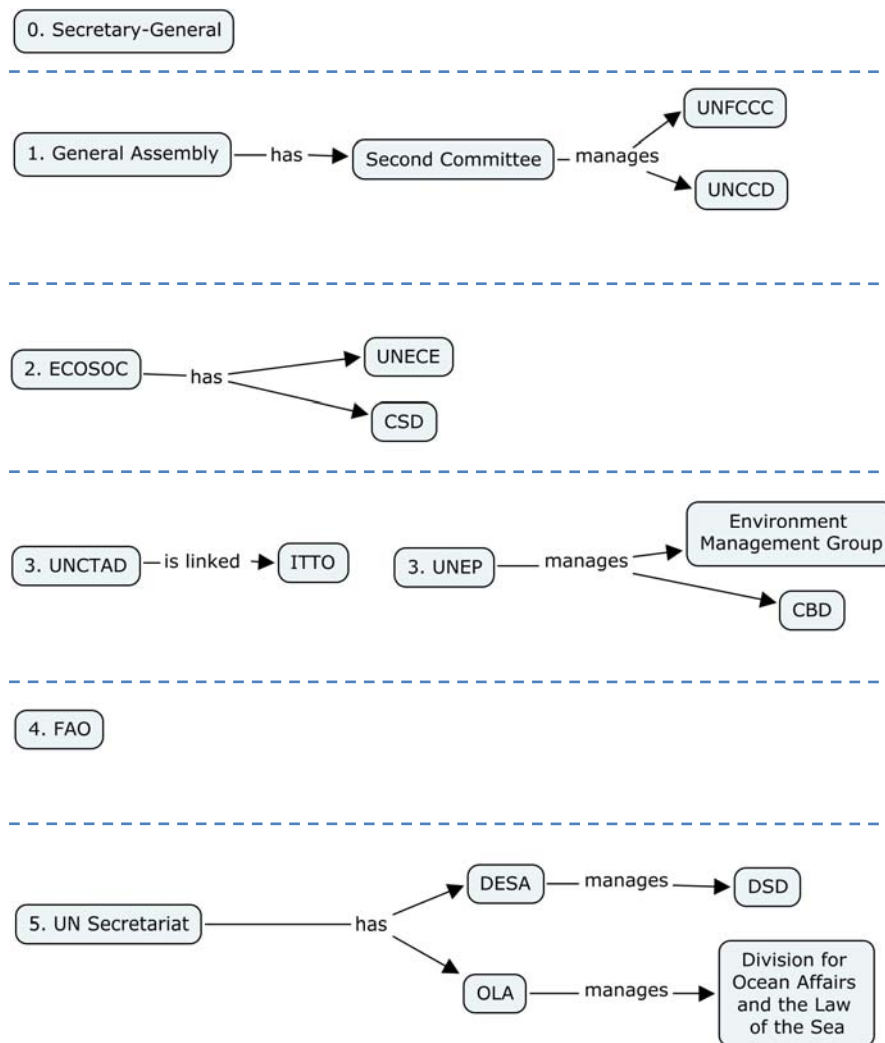 0. Secretary-General
UNFCCC
1. General Assembly
has
Second Committee
manages
UNCCD
UNECE
2. ECOSOC
has
CSD
3. UNCTAD
is linked
ITTO
3. UNEP
manages
Environment
Management Group
CBD
4. FAO
DESA
manages
DSD
5. UN Secretariat
has
OLA
manages
Division for
Ocean Affairs
and the Law
of the Sea